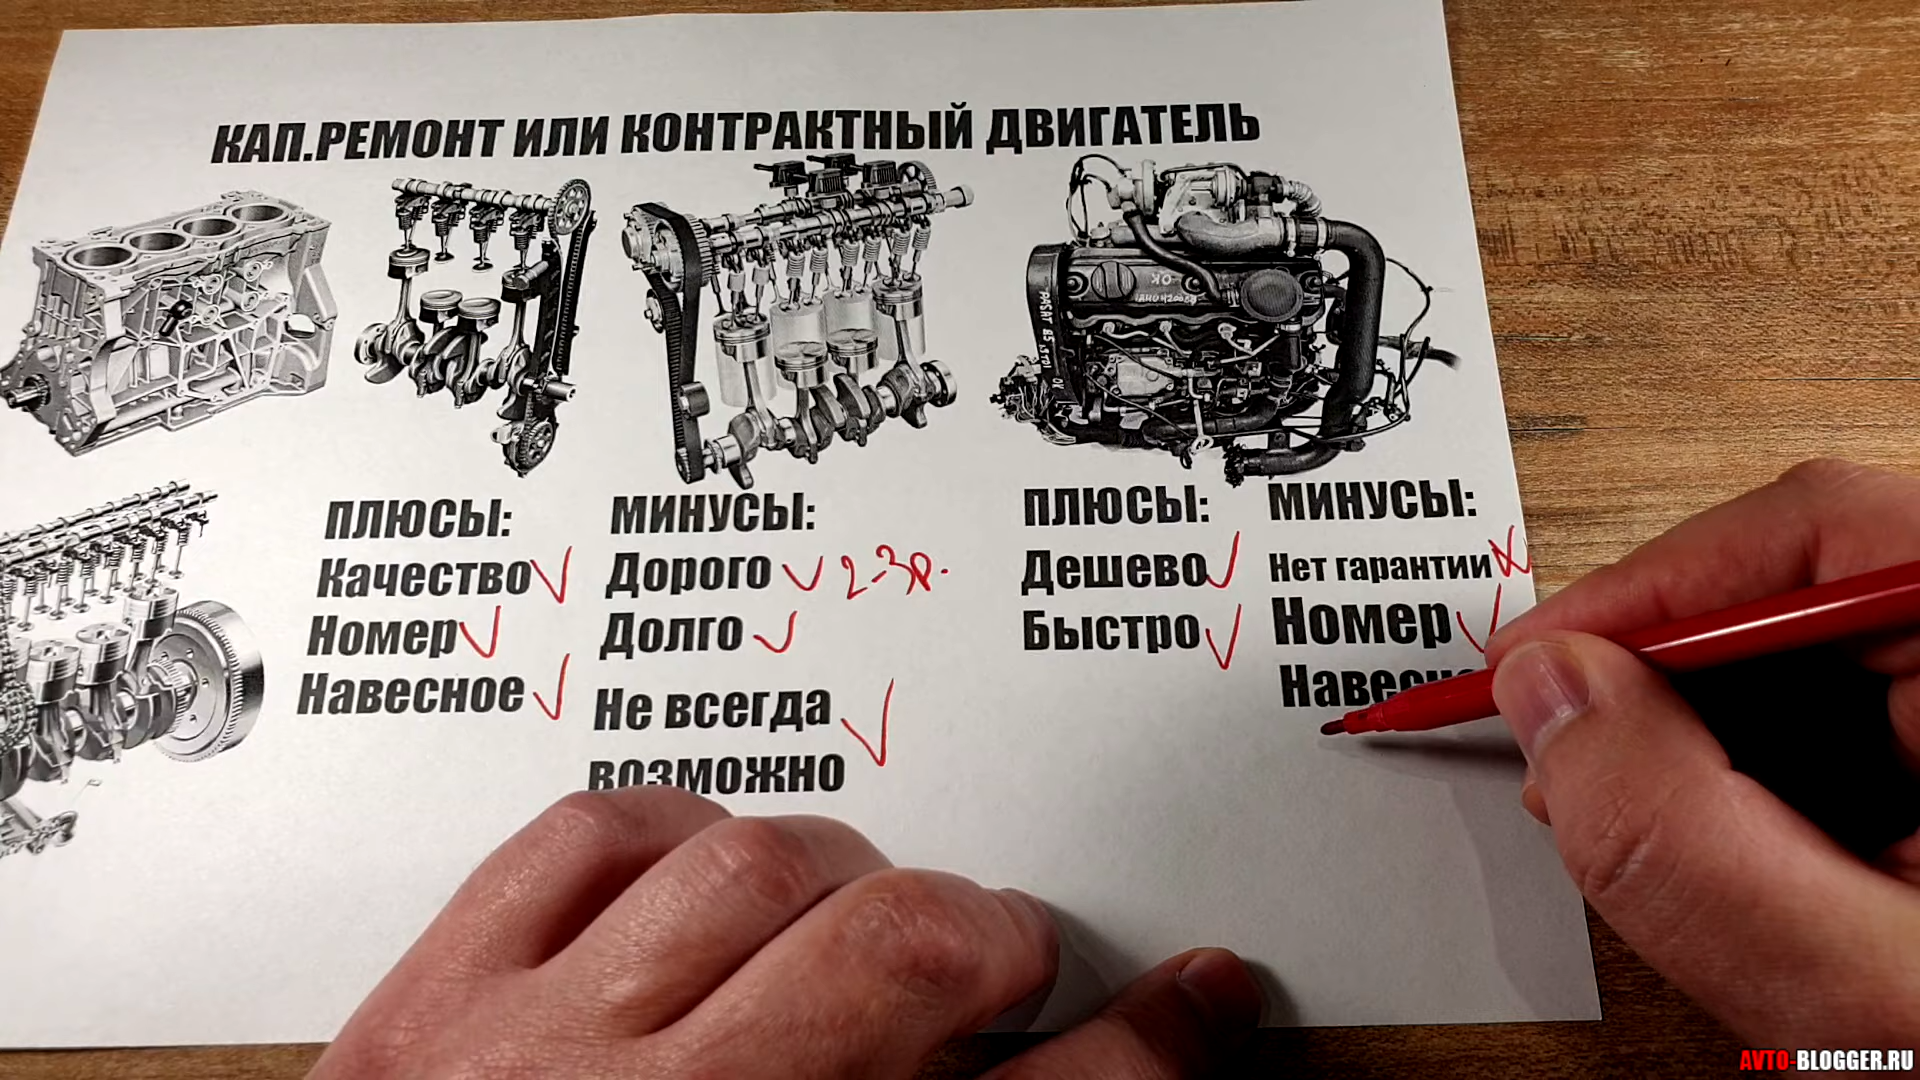 КАП.РЕМОНТ ИЛИ КОНТРАКТНЫЙ ДВИГАТЕЛЬ
ПЛЮСЫ:
Качество
Номер
Навесное
МИНУСЫ:
Дорого 2-3р.
Долго
Не всегда
возможно
ПЛЮСЫ:
Дешево
Быстро
МИНУСЫ:
Нет гарантии
Номер
AVTO-BLOGGER.RU